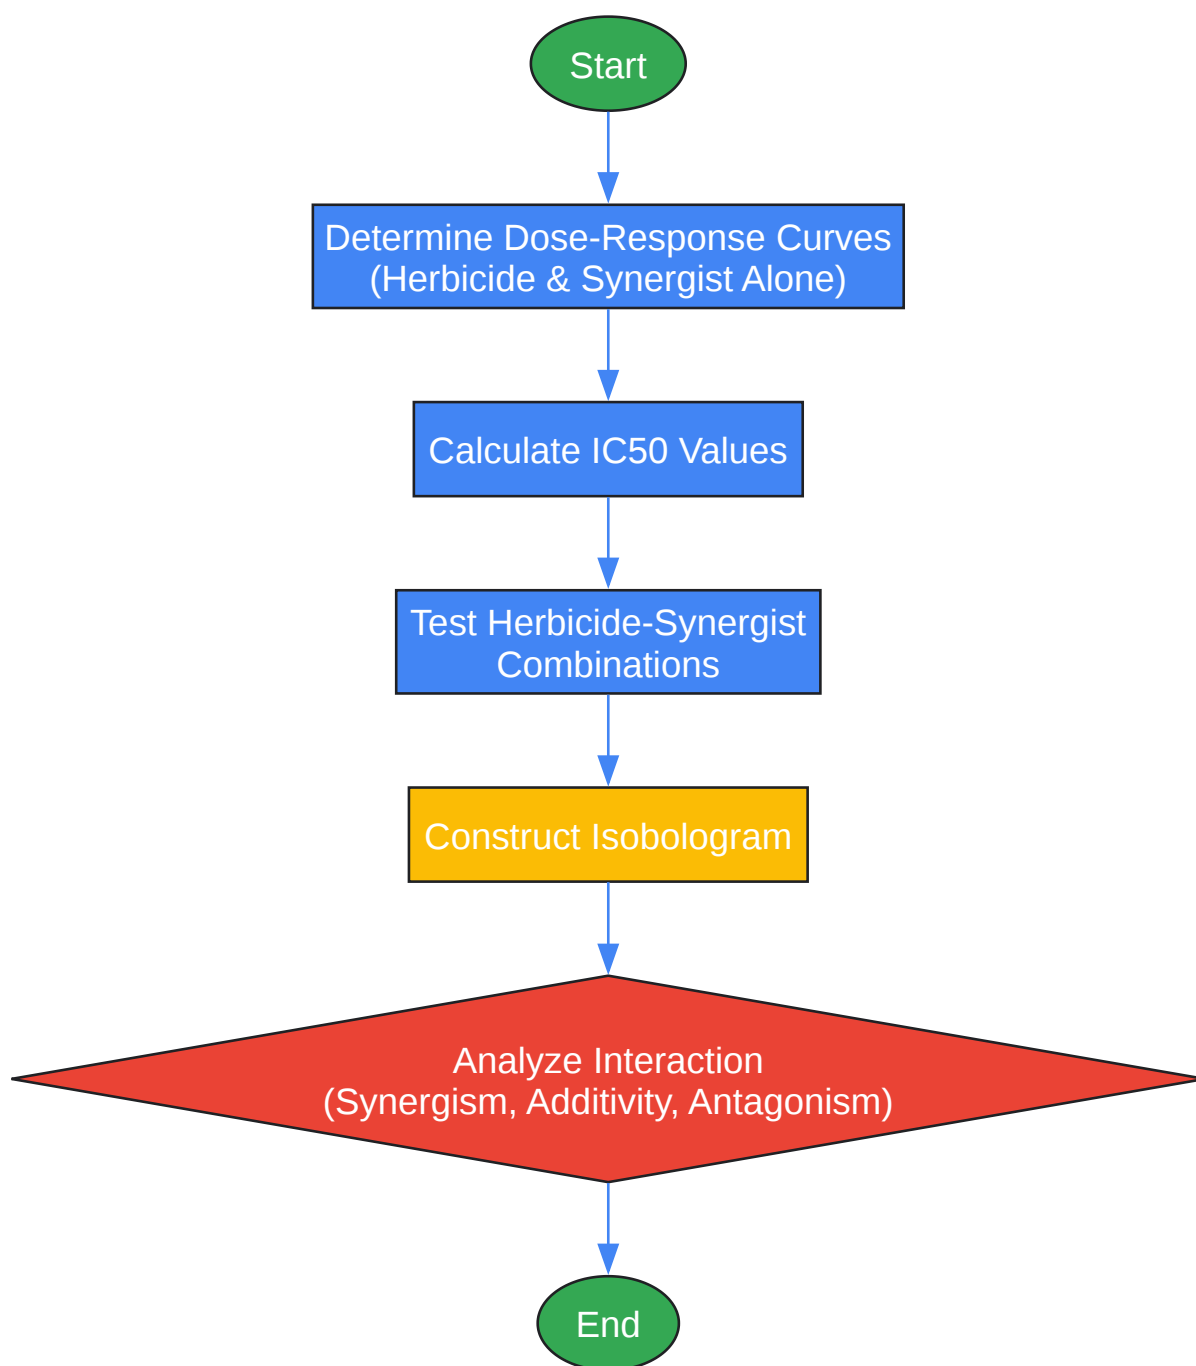 Start
Determine Dose-Response Curves
(Herbicide & Synergist Alone)
Calculate IC50 Values
Test Herbicide-Synergist
Combinations
Construct Isobologram
Analyze Interaction
(Synergism, Additivity, Antagonism)
End